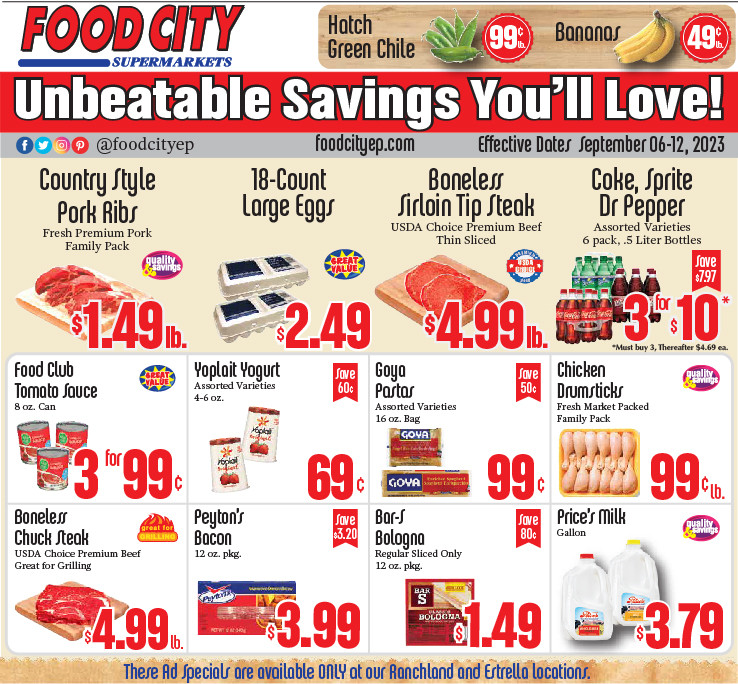 FOOD CITY
SUPERMARKETS
Hatch
Green Chile
99¢ lb.
Bananas
49¢ lb.
Unbeatable Savings You'll Love!
@foodcityep
foodcityep.com
Effective Dates September 06-12, 2023
Country Style
Pork Ribs
Fresh Premium Pork
Family Pack
quality
&savings
$1.49 lb.
18-Count
Large Eggs
GREAT
VALUE
$2.49
Boneless
Sirloin Tip Steak
USDA Choice Premium Beef
Thin Sliced
USDA
$4.99 lb.
Coke, Sprite
Dr Pepper
Assorted Varieties
6 pack, .5 Liter Bottles
Save
$7.97
3 for $10*
*Must buy 3, Thereafter $4.69 ea.
Food Club
Tomato Sauce
8 oz. Can
GREAT
VALUE
3 for 99¢
Yoplait Yogurt
Assorted Varieties
4-6 oz.
Save
60¢
Yoplait
Yoplait
69¢
Goya
Pastas
Assorted Varieties
16 oz. Bag
Save
50¢
GOYA
GOYA
99¢
Chicken
Drumsticks
Fresh Market Packed
Family Pack
quality
&savings
99¢ lb.
Boneless
Chuck Steak
USDA Choice Premium Beef
Great for Grilling
great for
GRILLING
$4.99 lb.
Peyton's
Bacon
12 oz. pkg.
Save
$3.20
Peyton's
$3.99
Bar-S
Bologna
Regular Sliced Only
12 oz. pkg.
Save
80¢
BAR
S
CLASSIC
BOLOGNA
$1.49
Price's Milk
Gallon
quality
&savings
$3.79
These Ad Specials are available ONLY at our Ranchland and Estrella locations.